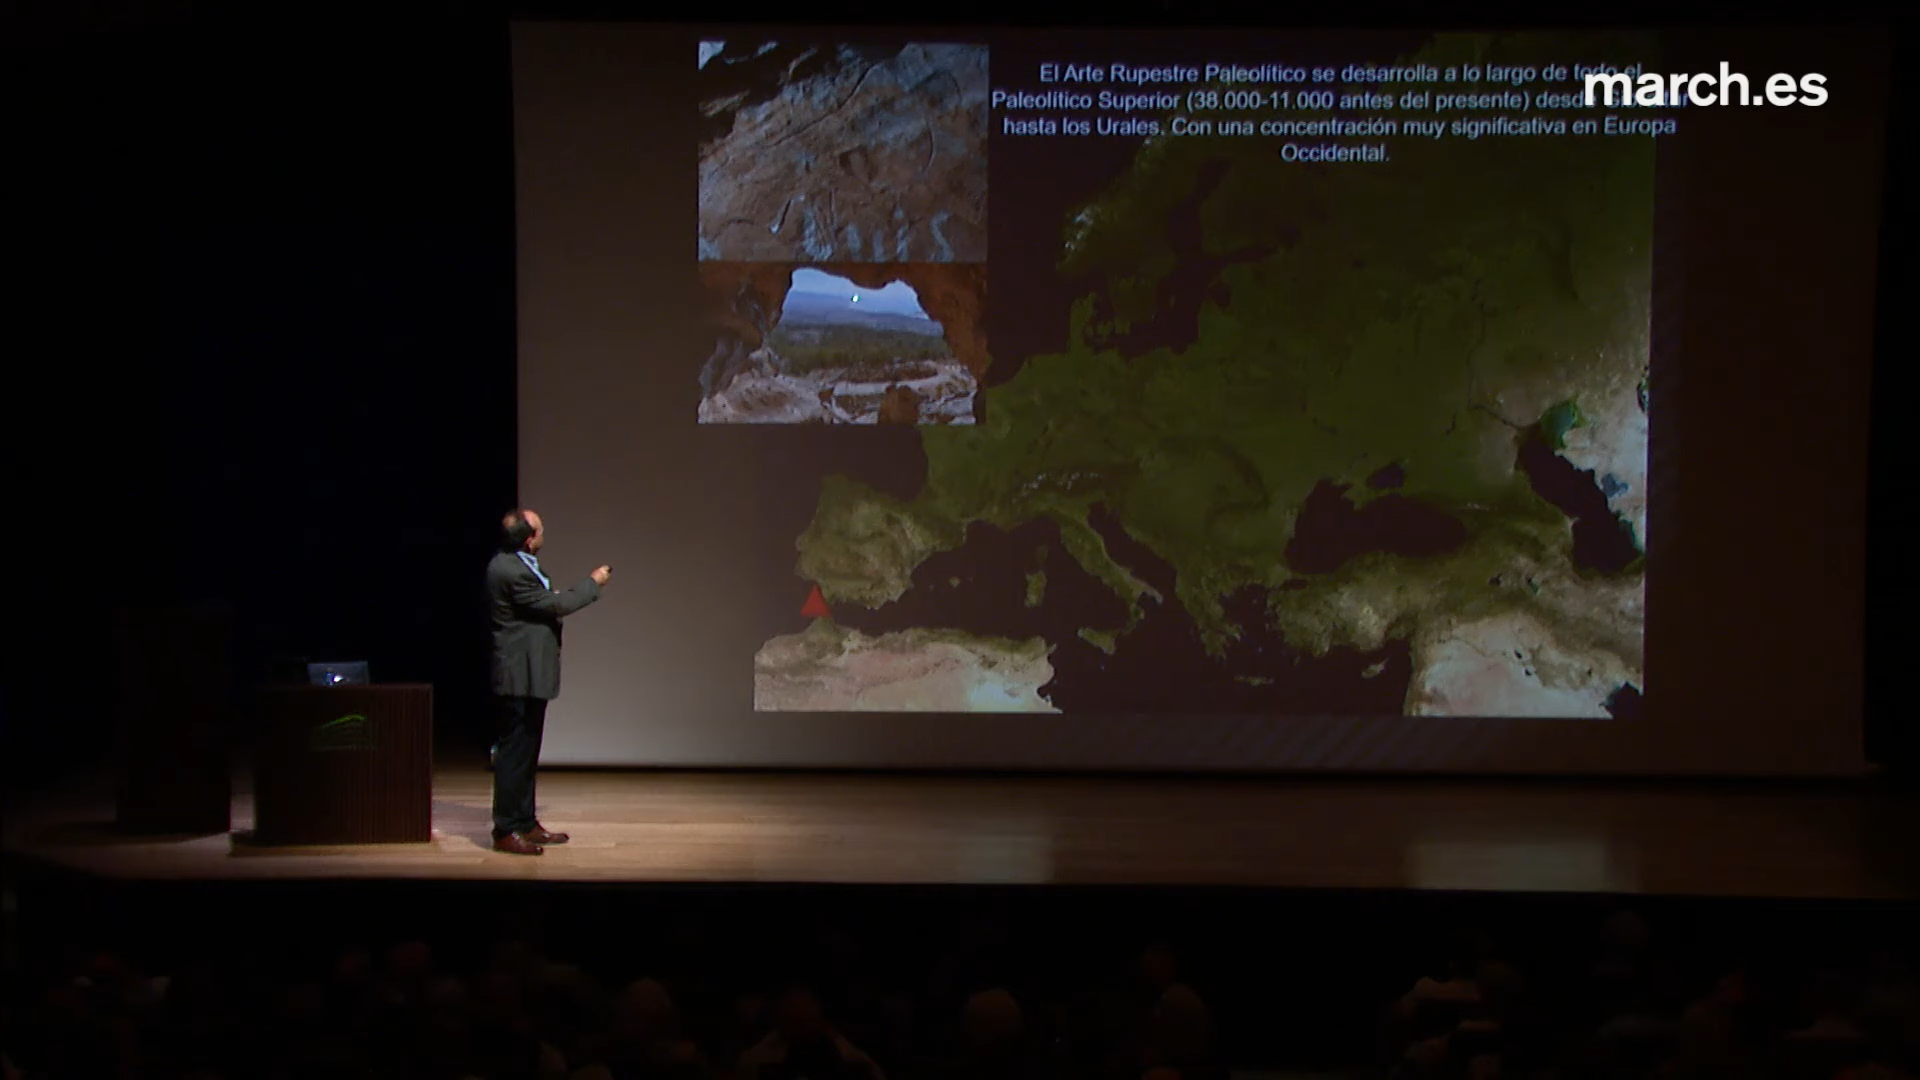 El Arte Rupestre Paleolítico se desarrolla a lo largo de todo el
Paleolítico Superior (38.000-11.000 antes del presente) desde
hasta los Urales. Con una concentración muy significativa en Europa
Occidental.
march.es